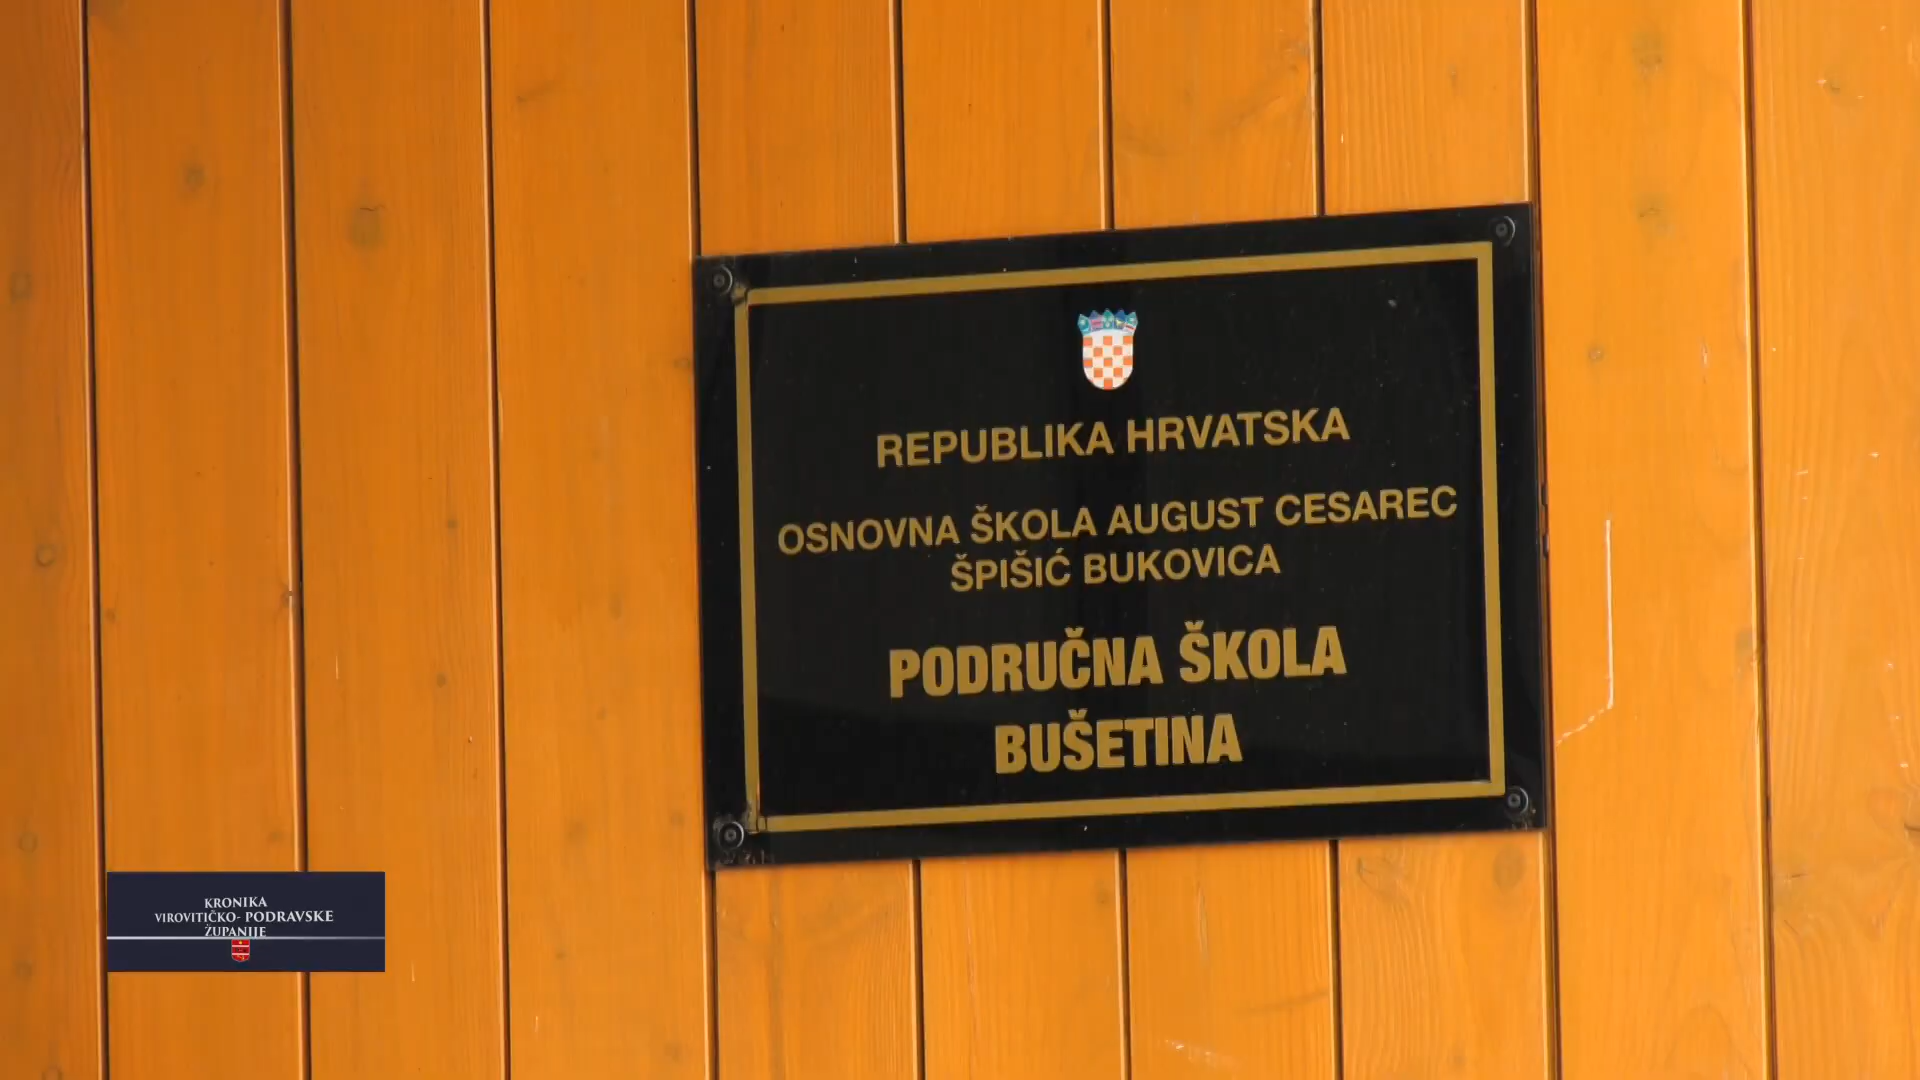 REPUBLIKA HRVATSKA
OSNOVNA ŠKOLA AUGUST CESAREC
ŠPIŠIĆ BUKOVICA
PODRUČNA ŠKOLA
BUŠETINA
KRONIKA
VIROVITIČKO- PODRAVSKE
ŽUPANIJE